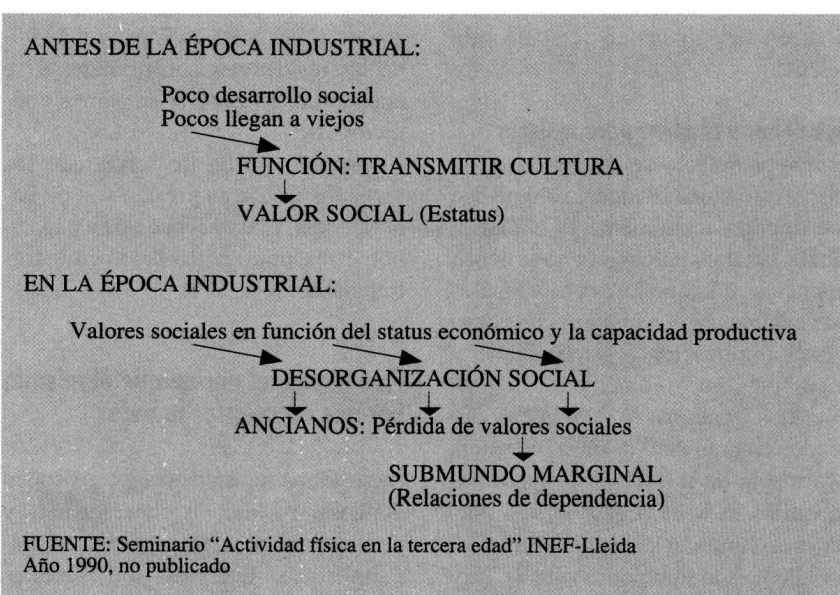 ANTES DE LA ÉPOCA INDUSTRIAL:
Poco desarrollo social
Pocos llegan a viejos
FUNCIÓN: TRANSMITIR CULTURA
VALOR SOCIAL (Estatus)
EN LA ÉPOCA INDUSTRIAL:
Valores sociales en función del status económico y la capacidad productiva
DESORGANIZACIÓN SOCIAL
ANCIANOS: Pérdida de valores sociales
SUBMUNDO MARGINAL
(Relaciones de dependencia)
FUENTE: Seminario “Actividad física en la tercera edad” INEF-Lleida
Año 1990, no publicado